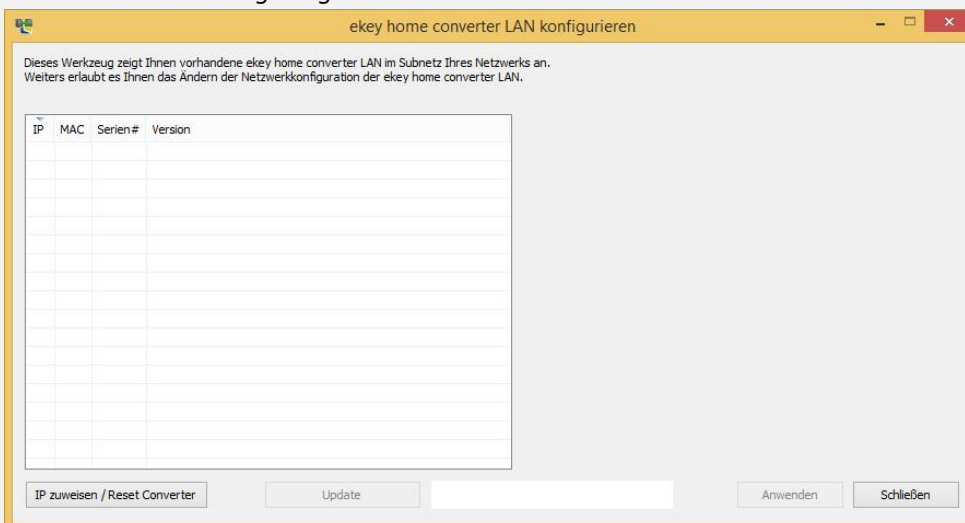 ekey home converter LAN konfigurieren
Dieses Werkzeug zeigt Ihnen vorhandene ekey home converter LAN im Subnetz Ihres Netzwerks an.
Weiters erlaubt es Ihnen das Ändern der Netzwerkkonfiguration der ekey home converter LAN.
IP MAC Serien# Version
IP zuweisen / Reset Converter Update Anwenden Schließen